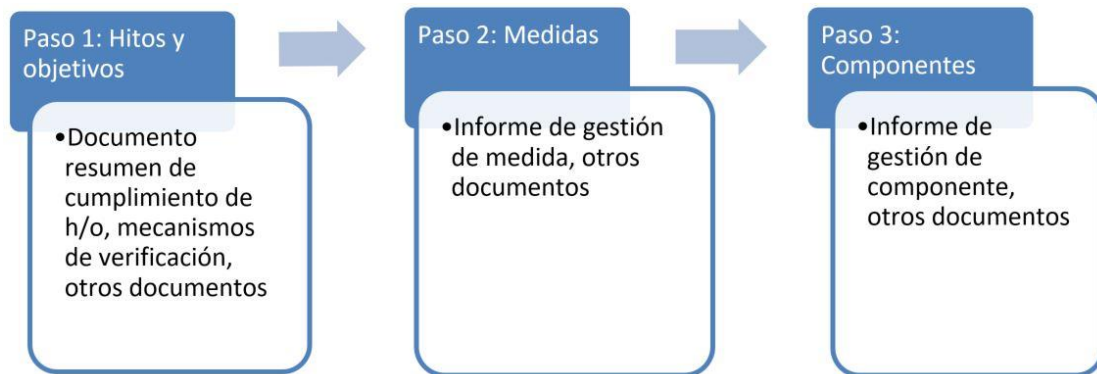 Paso 1: Hitos y
objetivos
•Documento
resumen de
cumplimiento de
h/o, mecanismos
de verificación,
otros documentos
Paso 2: Medidas
•Informe de gestión
de medida, otros
documentos
Paso 3:
Componentes
•Informe de
gestión de
componente,
otros documentos